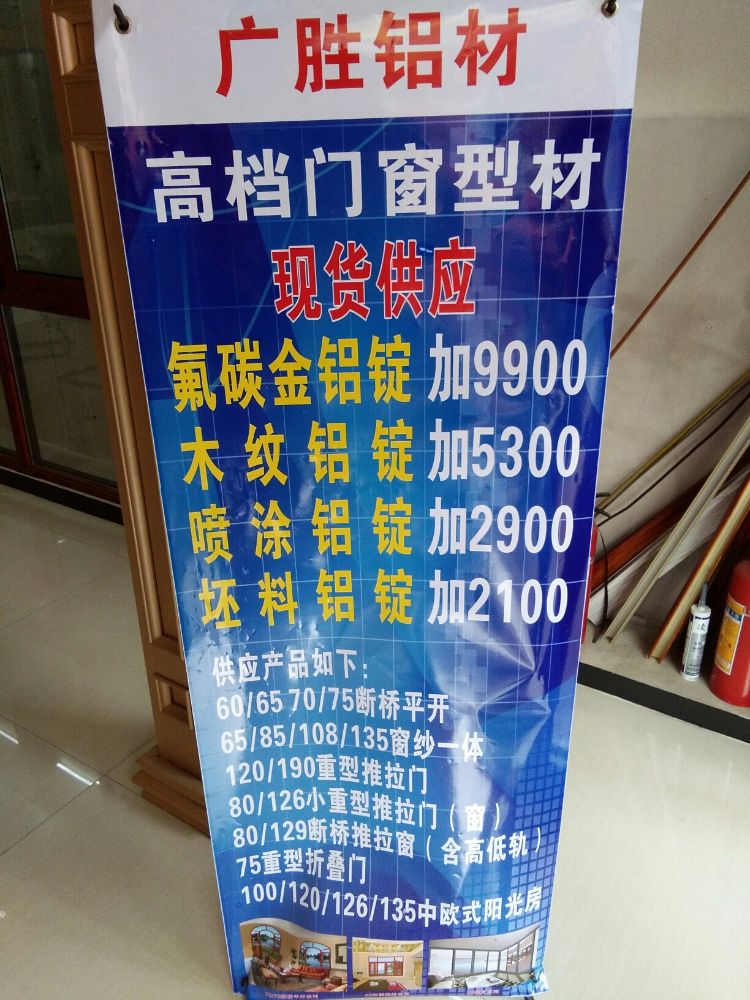 广胜铝材
高档门窗型材
现货供应
氟碳金铝锭 加9900
木纹铝锭 加5300
喷涂铝锭 加2900
坯料铝锭 加2100
供应产品如下：
60/65 70/75断桥平开
65/85/108/135窗纱一体
120/190重型推拉门
80/126小重型推拉门（窗）
80/129断桥推拉窗（含高低轨）
75重型折叠门
100/120/126/135中欧式阳光房